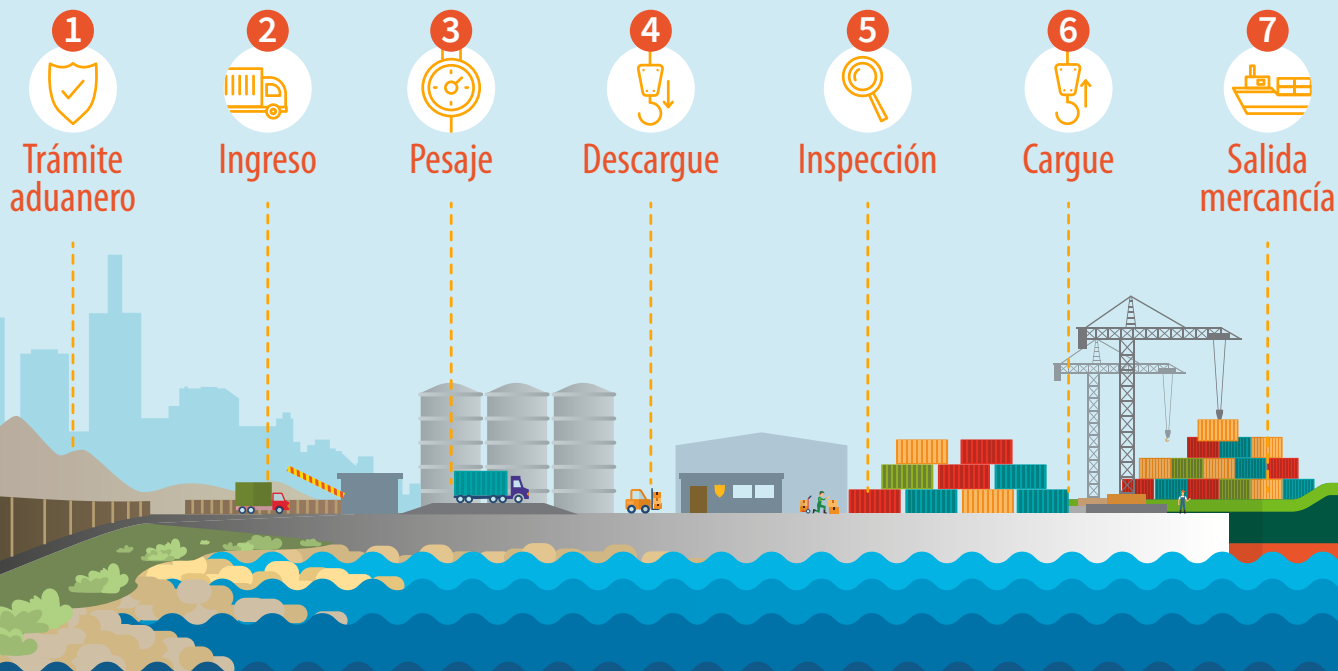 1
Trámite
aduanero
2
Ingreso
3
Pesaje
4
Descargue
5
Inspección
6
Cargue
7
Salida
mercancía